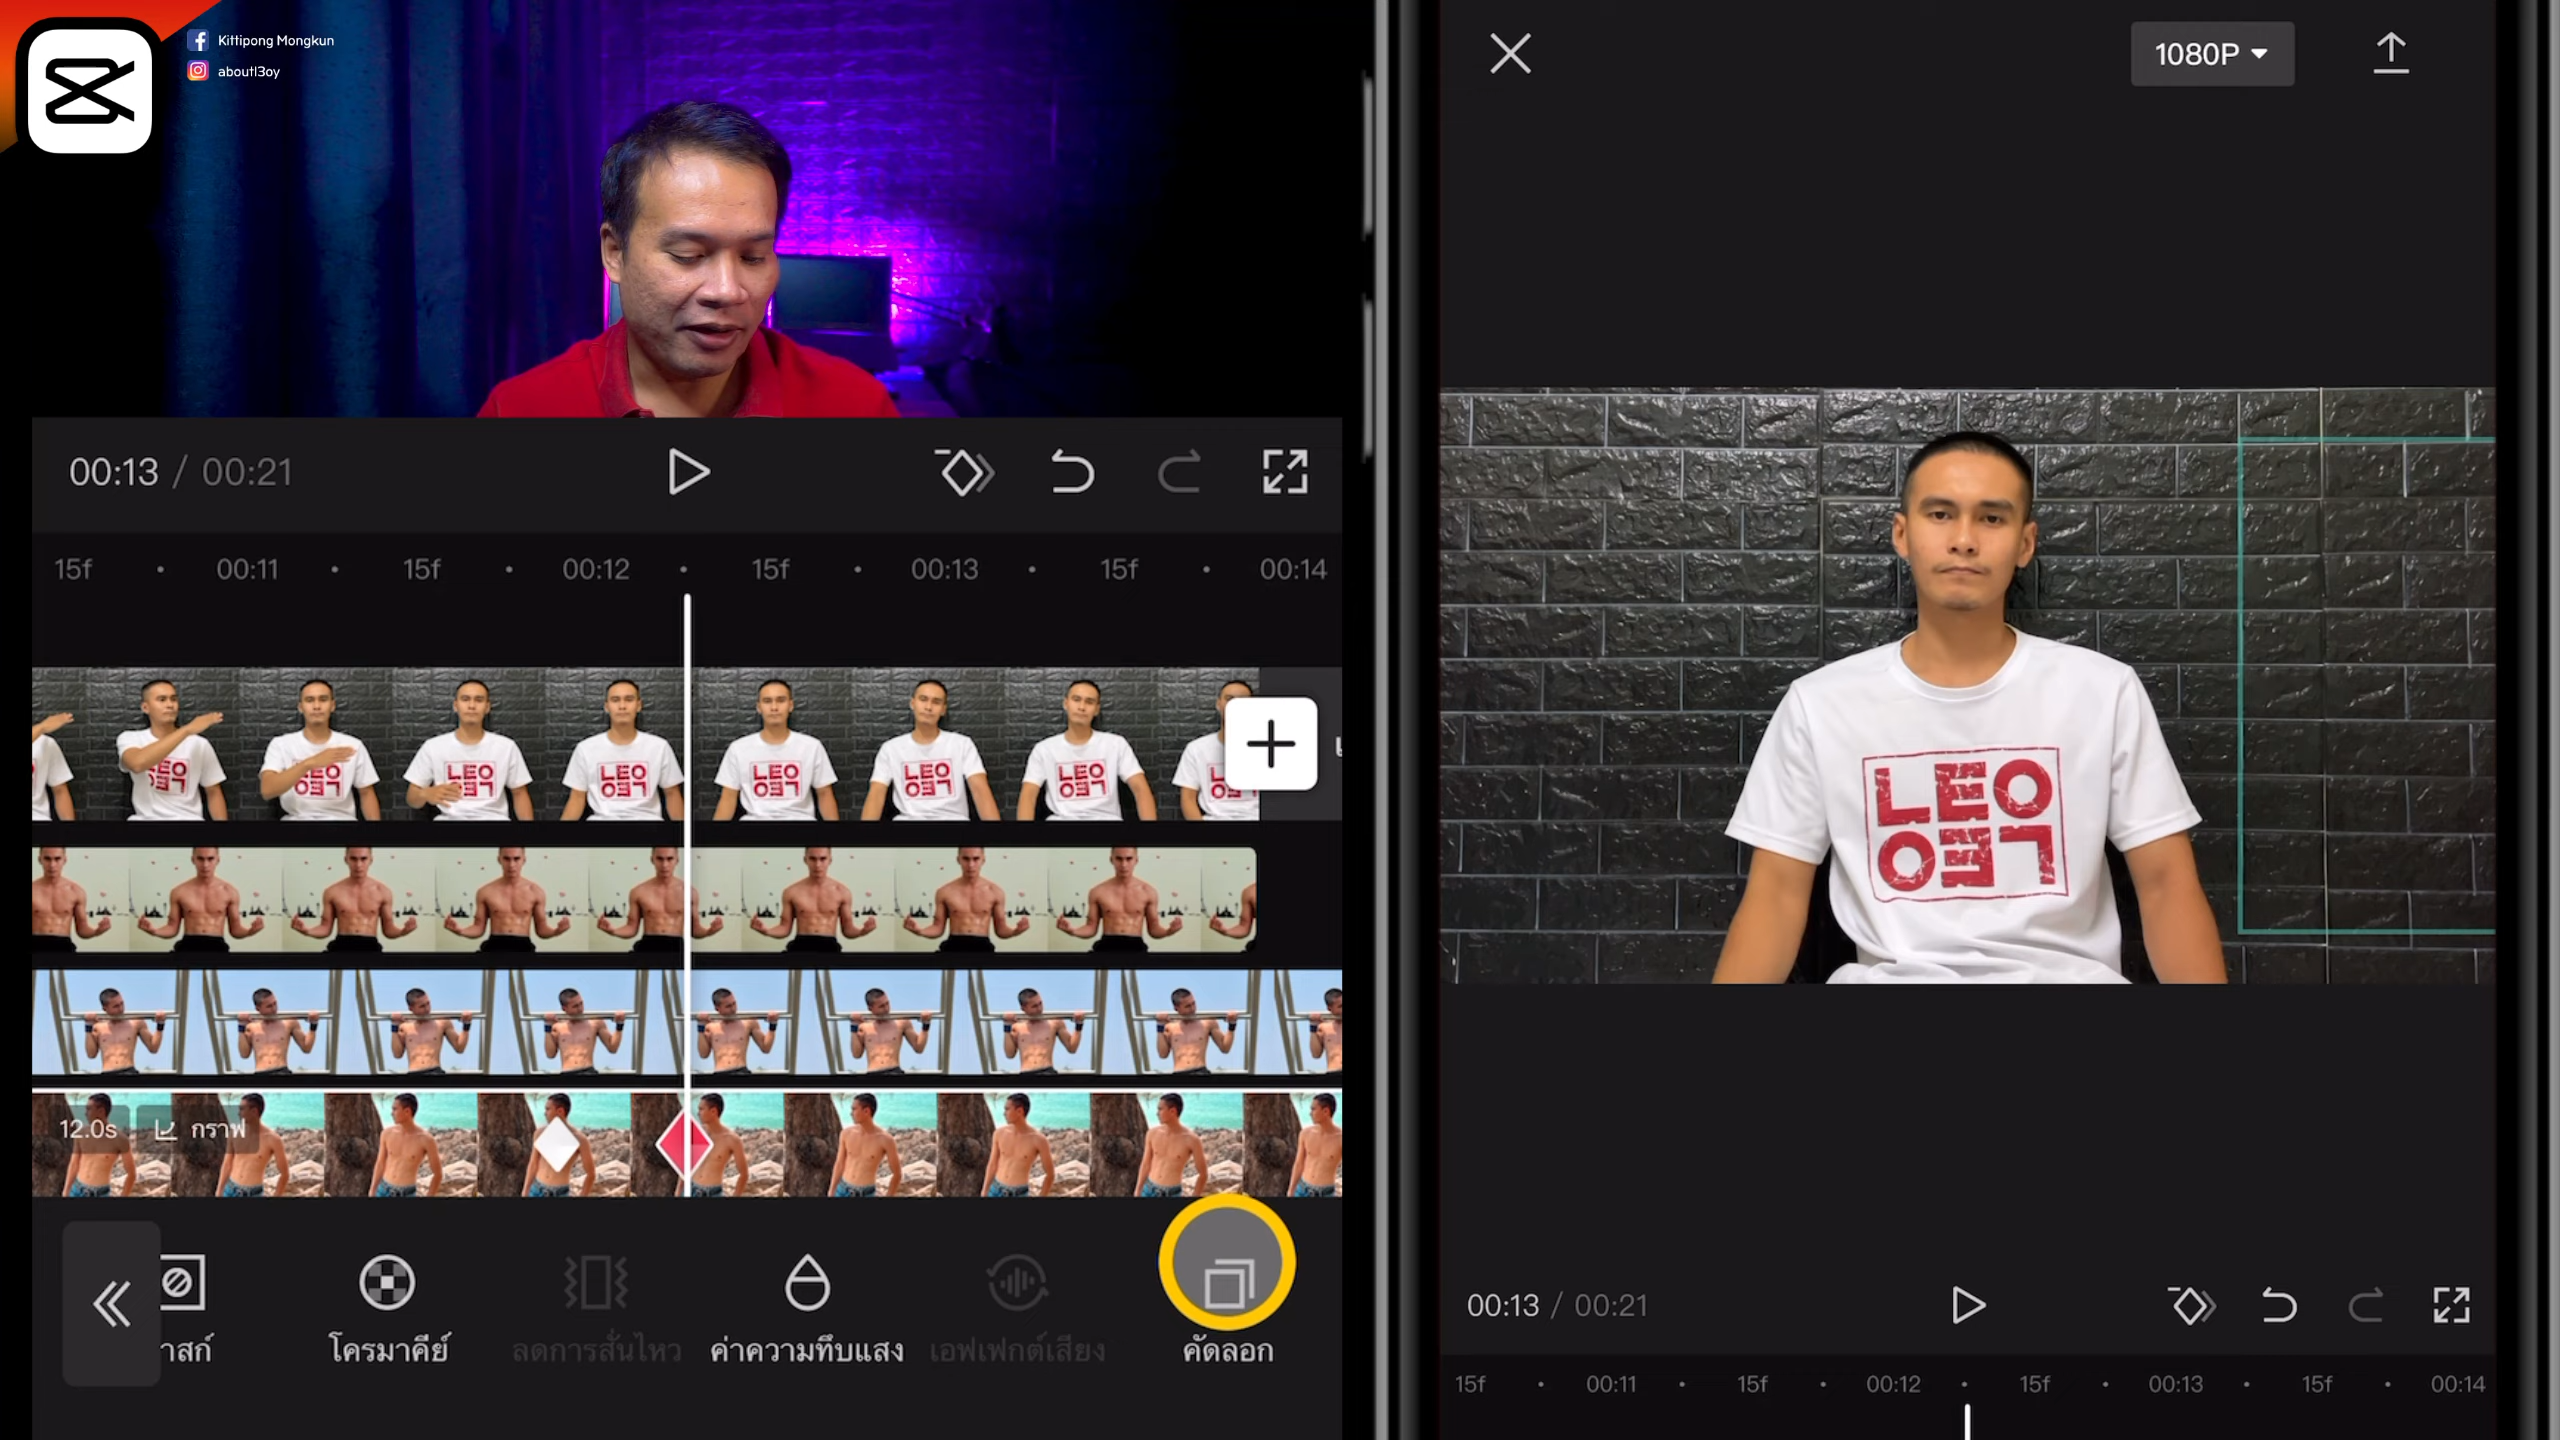 Kittipong Mongkun
aboutl3oy
1080P
00:13 / 00:21
15f 00:11 15f 00:12 15f 00:13 15f 00:14
LEO
LEO
12.0s กราฟ
าสก์ โครมาคีย์ ลดการสั่นไหว ค่าความทึบแสง เอฟเฟกต์เสียง คัดลอก
00:13 / 00:21
15f 00:11 15f 00:12 15f 00:13 15f 00:14